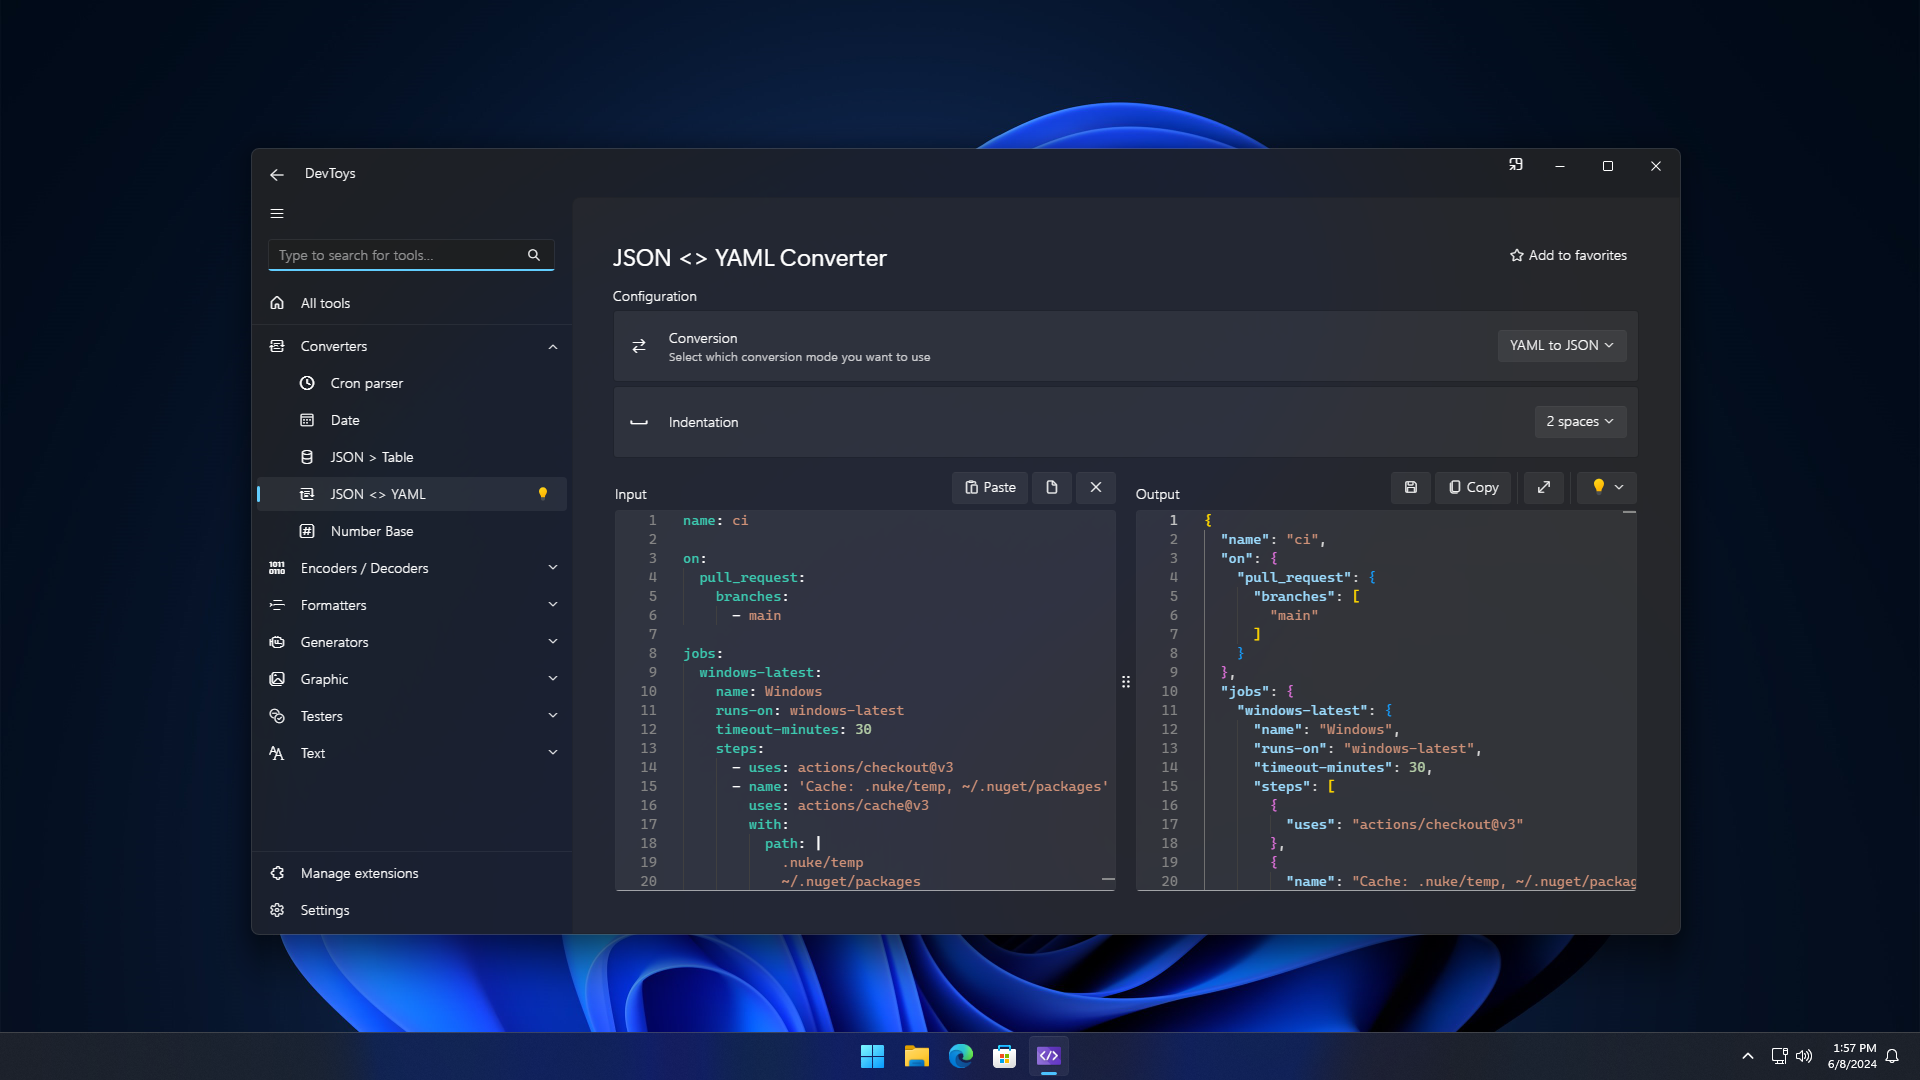 DevToys
Type to search for tools...
All tools
Converters
Cron parser
Date
JSON > Table
JSON <> YAML
Number Base
Encoders / Decoders
Formatters
Generators
Graphic
Testers
Text
Manage extensions
Settings
JSON <> YAML Converter
Add to favorites
Configuration
Conversion
Select which conversion mode you want to use
YAML to JSON
Indentation
2 spaces
Input
Paste
1 name: ci
2
3 on:
4 pull_request:
5 branches:
6 - main
7
8 jobs:
9 windows-latest:
10 name: Windows
11 runs-on: windows-latest
12 timeout-minutes: 30
13 steps:
14 - uses: actions/checkout@v3
15 - name: 'Cache: .nuke/temp, ~/.nuget/packages'
16 uses: actions/cache@v3
17 with:
18 path: |
19 .nuke/temp
20 ~/.nuget/packages
Output
Copy
1 {
2 "name": "ci",
3 "on": {
4 "pull_request": {
5 "branches": [
6 "main"
7 ]
8 }
9 },
10 "jobs": {
11 "windows-latest": {
12 "name": "Windows",
13 "runs-on": "windows-latest",
14 "timeout-minutes": 30,
15 "steps": [
16 {
17 "uses": "actions/checkout@v3"
18 },
19 {
20 "name": "Cache: .nuke/temp, ~/.nuget/packag
1:57 PM
6/8/2024